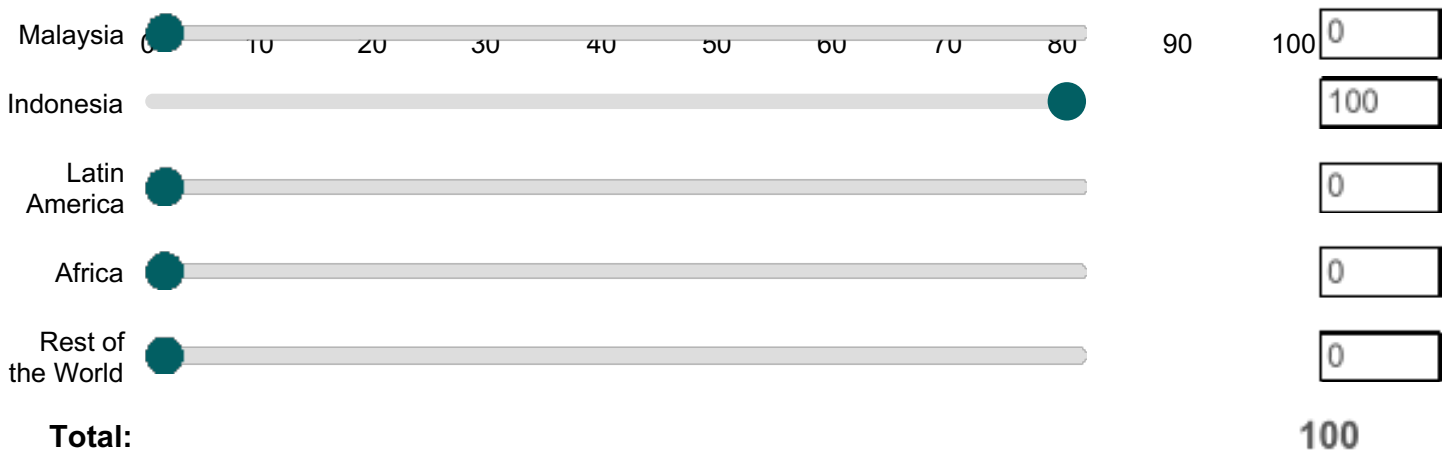 Malaysia 0 10 20 30 40 50 60 70 80 90 100 0
Indonesia 100
Latin
America 0
Africa 0
Rest of
the World 0
Total: 100